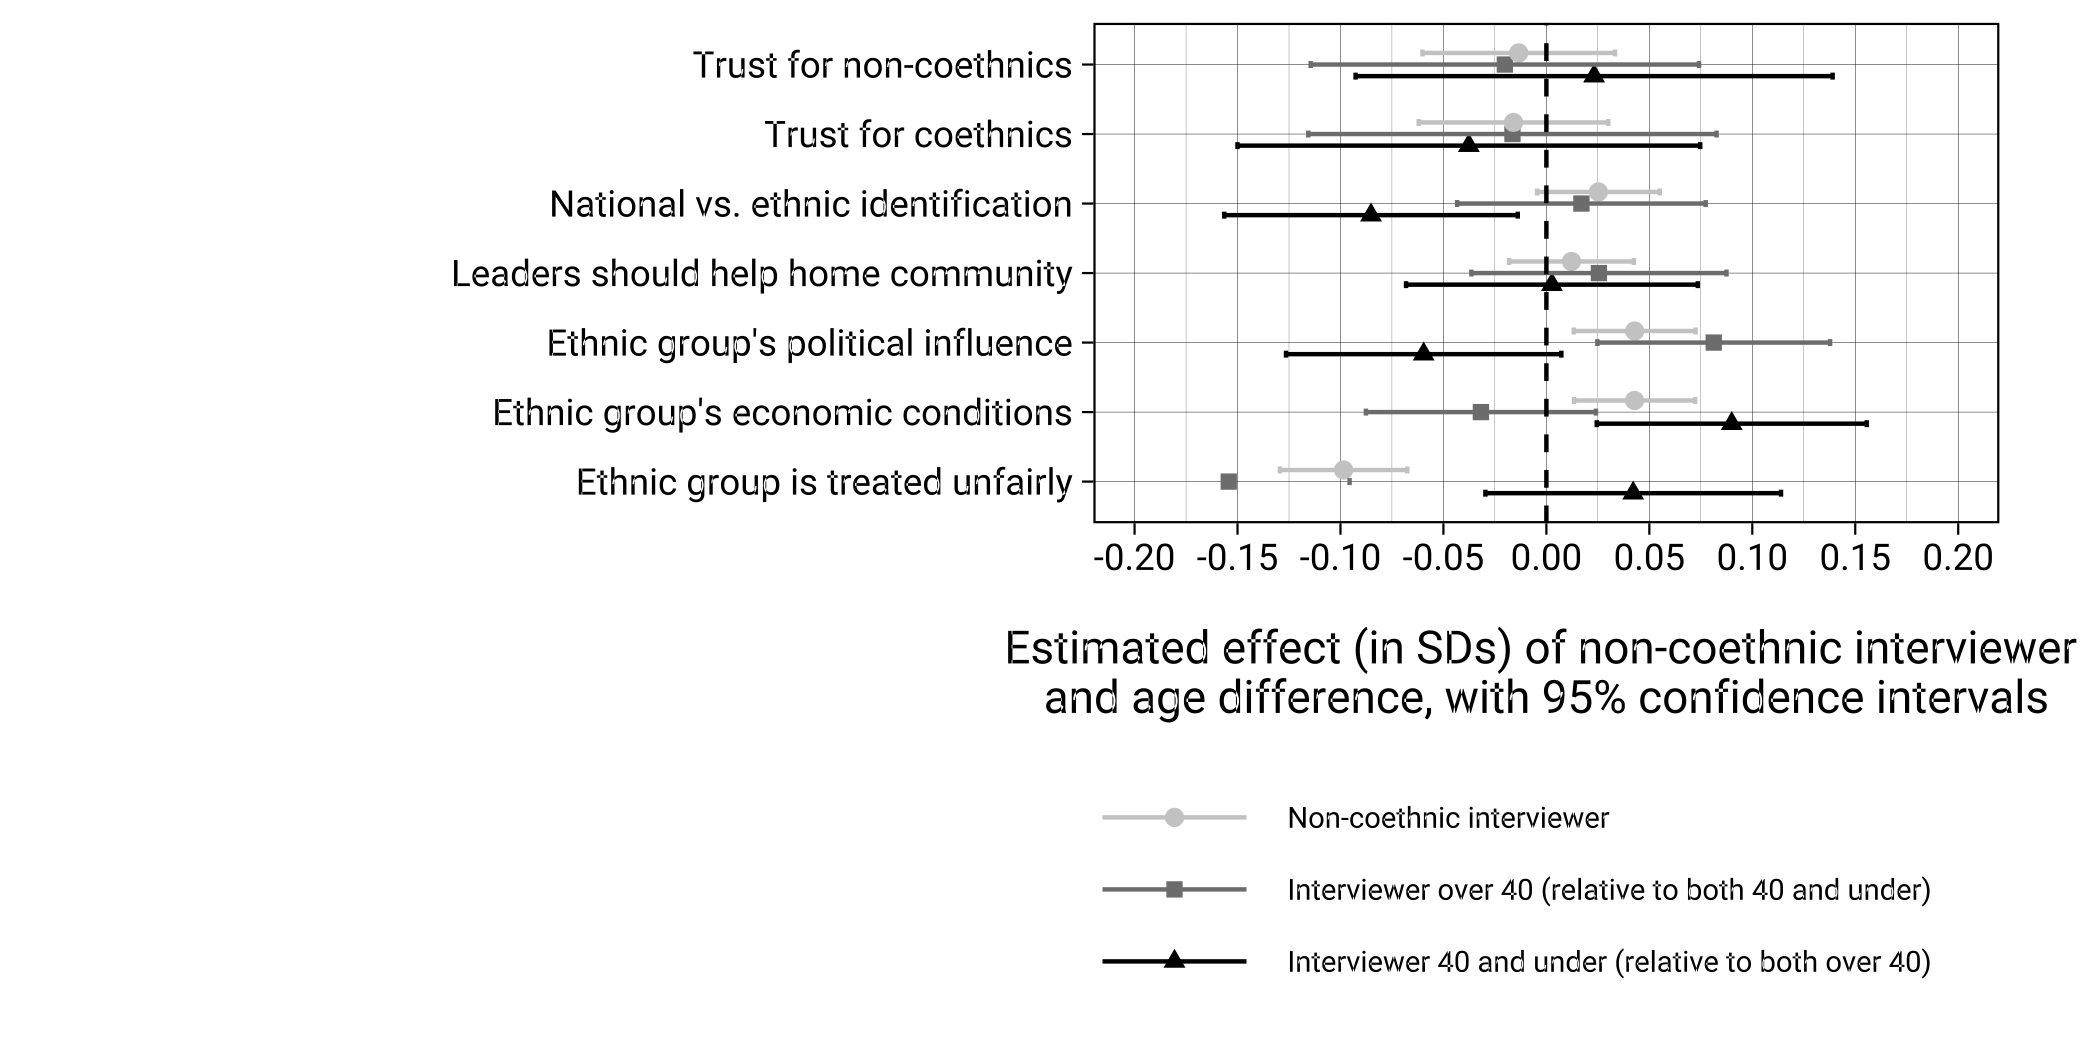 Trust for non-coethnics
Trust for coethnics
National vs. ethnic identification
Leaders should help home community
Ethnic group's political influence
Ethnic group's economic conditions
Ethnic group is treated unfairly
-0.20 -0.15 -0.10 -0.05 0.00 0.05 0.10 0.15 0.20
Estimated effect (in SDs) of non-coethnic interviewer
and age difference, with 95% confidence intervals
Non-coethnic interviewer
Interviewer over 40 (relative to both 40 and under)
Interviewer 40 and under (relative to both over 40)